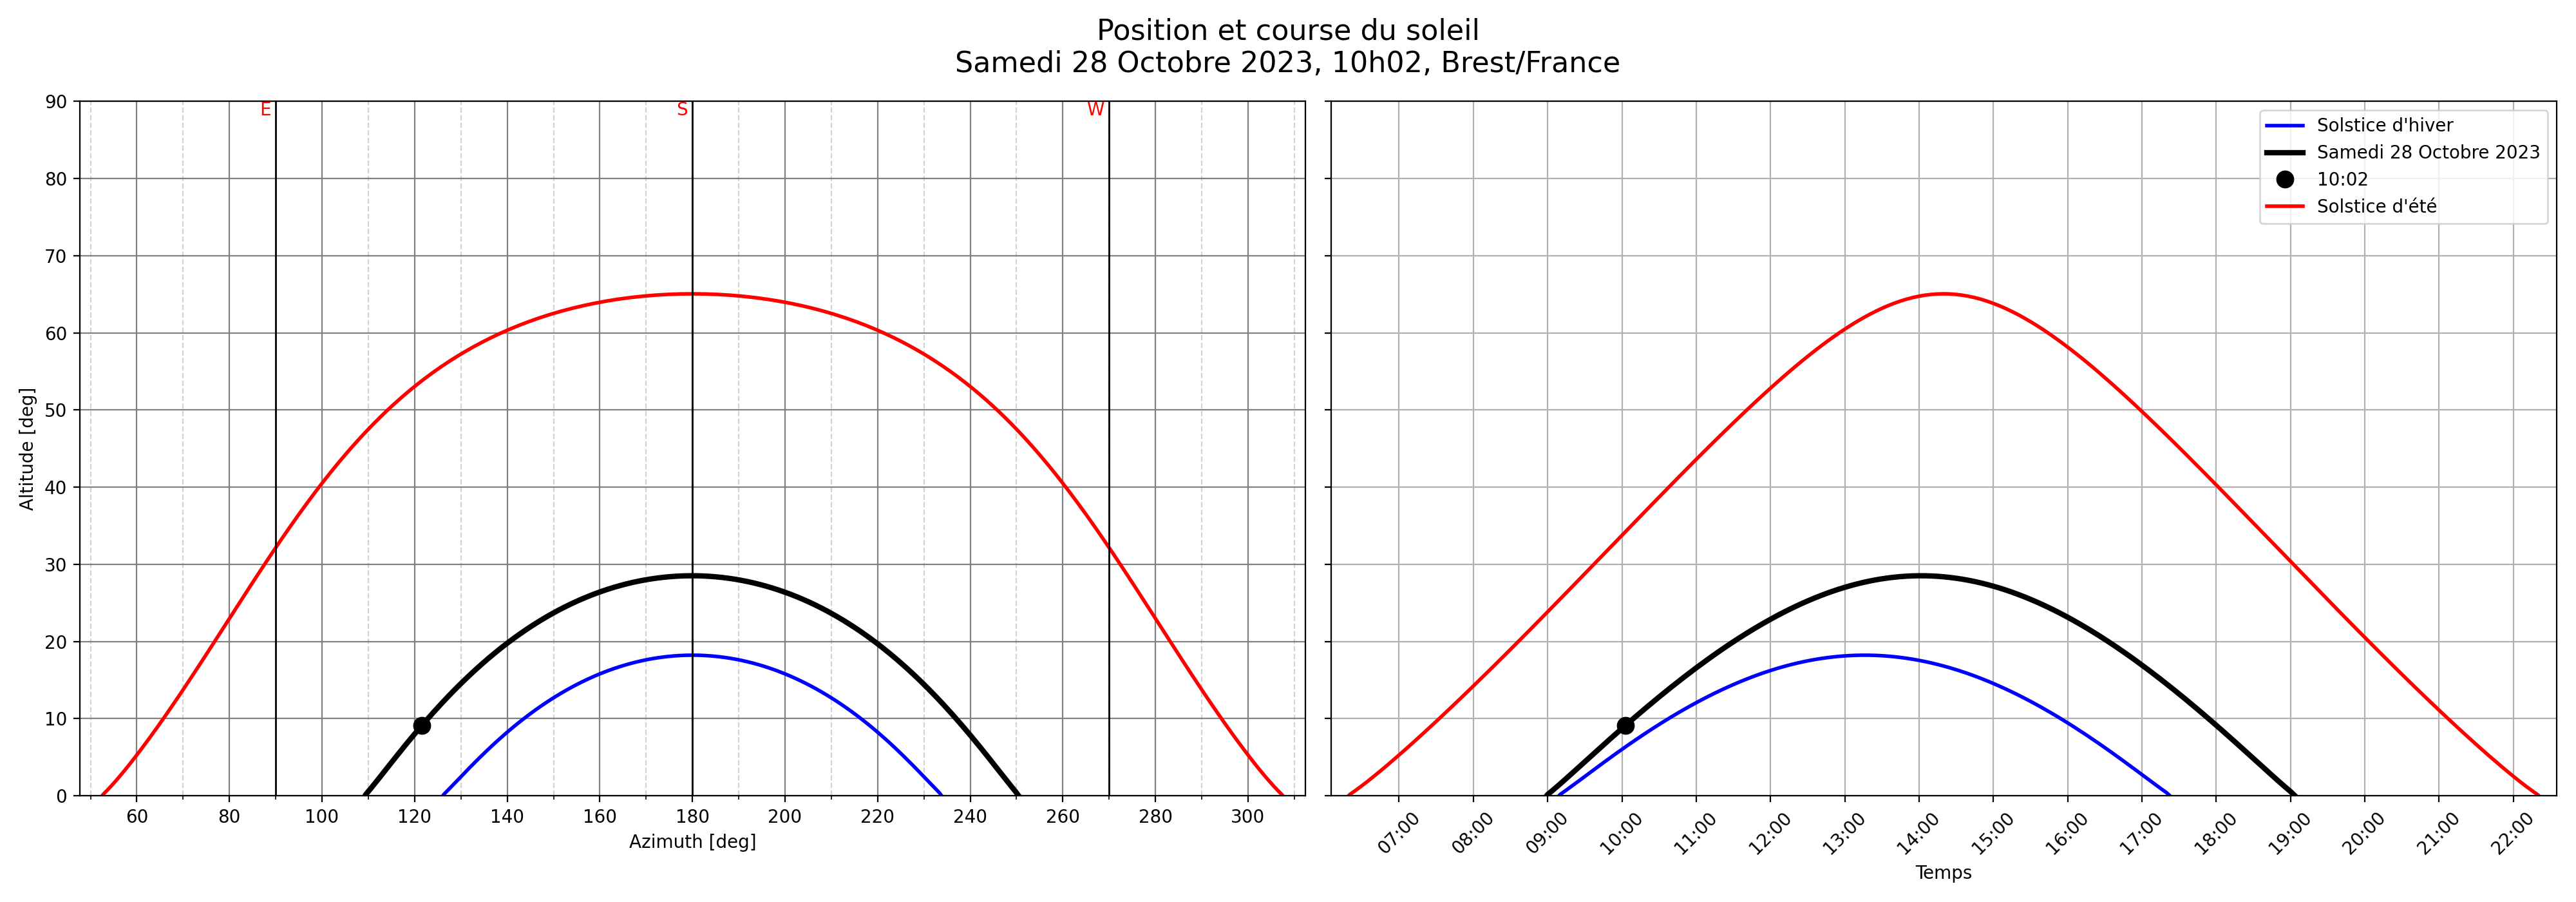 Position et course du soleil
Samedi 28 Octobre 2023, 10h02, Brest/France
E
S
W
90
80
70
60
50
40
30
20
10
0
Altitude [deg]
60 80 100 120 140 160 180 200 220 240 260 280 300
Azimuth [deg]
Solstice d'hiver
Samedi 28 Octobre 2023
10:02
Solstice d'été
07:00 08:00 09:00 10:00 11:00 12:00 13:00 14:00 15:00 16:00 17:00 18:00 19:00 20:00 21:00 22:00
Temps